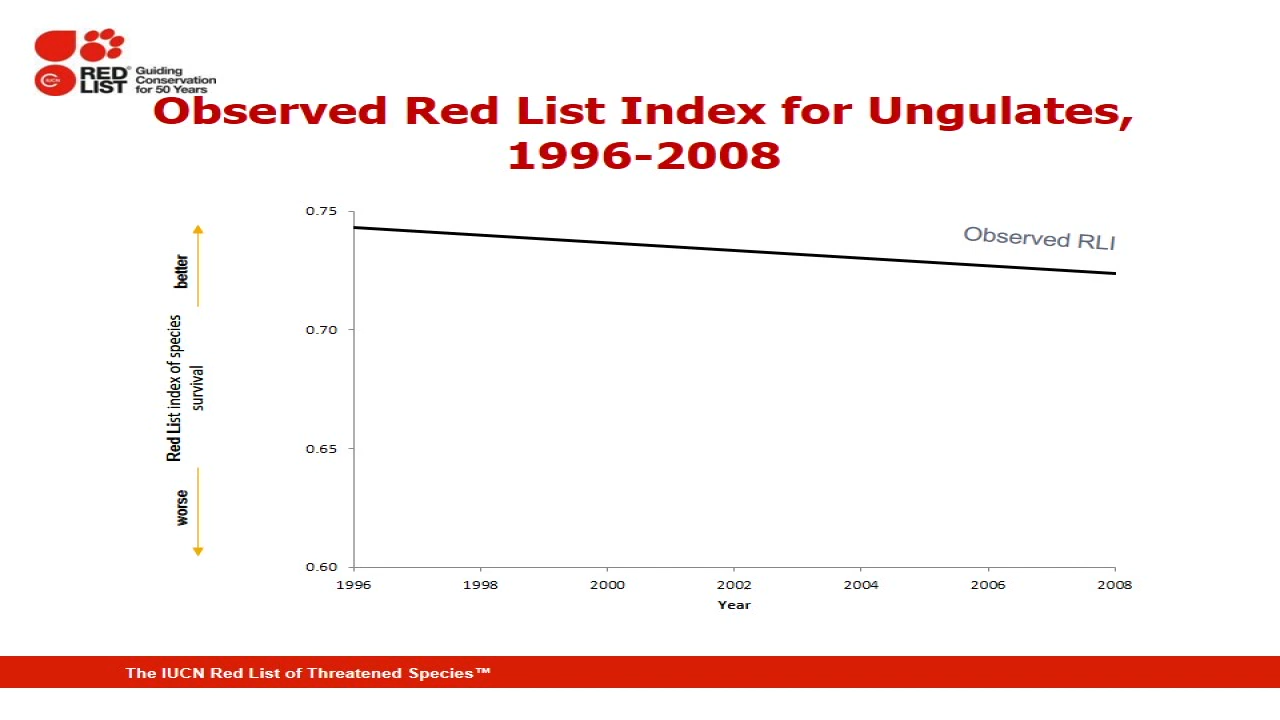 IUCN
RED
LIST
Guiding
Conservation
for 50 Years
Observed Red List Index for Ungulates,
1996-2008
better
Red List index of species
survival
worse
0.75
0.70
0.65
0.60
Observed RLI
1996 1998 2000 2002 2004 2006 2008
Year
The IUCN Red List of Threatened Species™